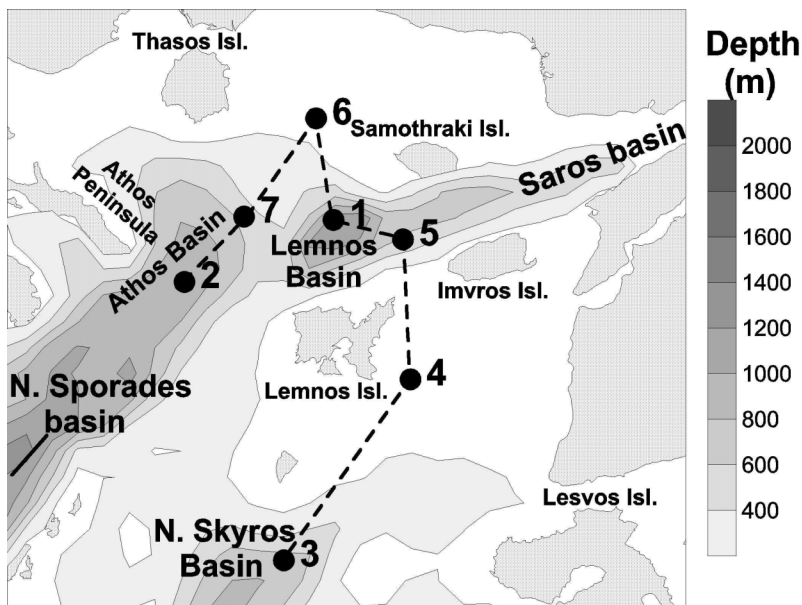 Thasos Isl.
Depth
(m)
6
Samothraki Isl.
Saros basin
Athos
Peninsula
7
1
5
Athos Basin
Lemnos
Basin
2
Imvros Isl.
4
Lemnos Isl.
N. Sporades
basin
Lesvos Isl.
N. Skyros
Basin
3
2000
1800
1600
1400
1200
1000
800
600
400